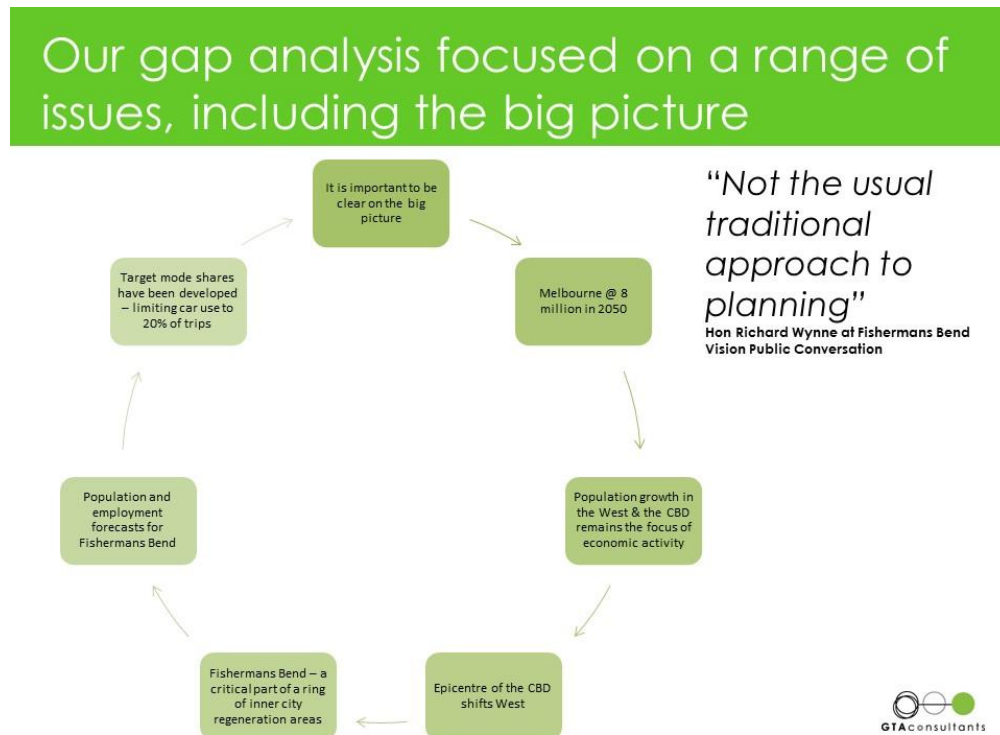 Our gap analysis focused on a range of
issues, including the big picture
It is important to be
clear on the big
picture
Melbourne @ 8
million in 2050
Population growth in
the West & the CBD
remains the focus of
economic activity
Epicentre of the CBD
shifts West
Fishermans Bend – a
critical part of a ring
of inner city
regeneration areas
Population and
employment
forecasts for
Fishermans Bend
Target mode shares
have been developed
– limiting car use to
20% of trips
“Not the usual
traditional
approach to
planning”
Hon Richard Wynne at Fishermans Bend
Vision Public Conversation
GTAconsultants